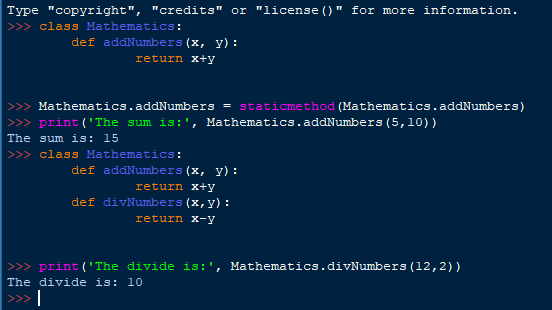 Type "copyright", "credits" or "license()" for more information.
>>> class Mathematics:
        def addNumbers(x, y):
                return x+y
>>> Mathematics.addNumbers = staticmethod(Mathematics.addNumbers)
>>> print('The sum is:', Mathematics.addNumbers(5,10))
The sum is: 15
>>> class Mathematics:
        def addNumbers(x, y):
                return x+y
        def divNumbers(x,y):
                return x-y
>>> print('The divide is:', Mathematics.divNumbers(12,2))
The divide is: 10
>>>